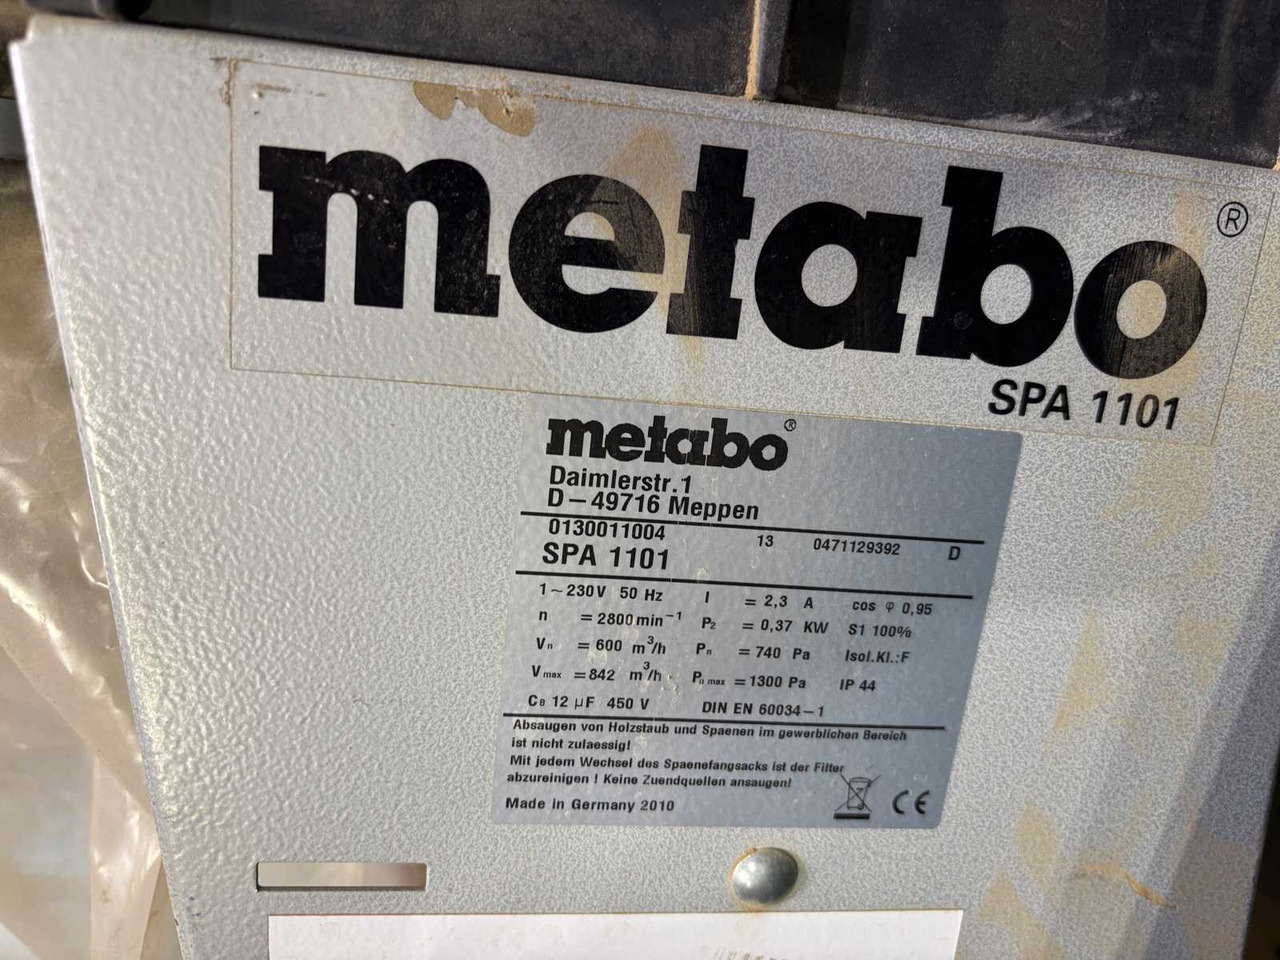 metabo®
SPA 1101
metabo®
Daimlerstr.1
D–49716 Meppen
0130011004 13 0471129392 D
SPA 1101
1~230V 50 Hz I = 2,3 A cos φ 0,95
n = 2800 min⁻¹ P₂ = 0,37 KW S1 100%
Vₙ = 600 m³/h Pₙ = 740 Pa Isol.Kl.:F
Vmax = 842 m³/h Pu max = 1300 Pa IP 44
CB 12 µF 450 V DIN EN 60034–1
Absaugen von Holzstaub und Spaenen im gewerblichen Bereich
ist nicht zulaessig!
Mit jedem Wechsel des Spaenefangsacks ist der Filter
abzureinigen ! Keine Zuendquellen ansaugen!
Made in Germany 2010 CE